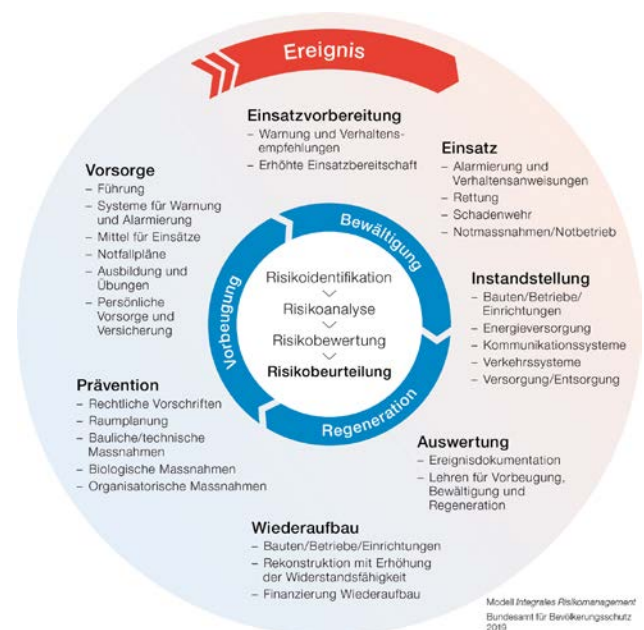 Ereignis
Einsatzvorbereitung
– Warnung und Verhaltens-
empfehlungen
– Erhöhte Einsatzbereitschaft
Einsatz
– Alarmierung und
Verhaltensanweisungen
– Rettung
– Schadenwehr
– Notmassnahmen/Notbetrieb
Instandstellung
– Bauten/Betriebe/
Einrichtungen
– Energieversorgung
– Kommunikationssysteme
– Verkehrssysteme
– Versorgung/Entsorgung
Auswertung
– Ereignisdokumentation
– Lehren für Vorbeugung,
Bewältigung und
Regeneration
Wiederaufbau
– Bauten/Betriebe/Einrichtungen
– Rekonstruktion mit Erhöhung
der Widerstandsfähigkeit
– Finanzierung Wiederaufbau
Prävention
– Rechtliche Vorschriften
– Raumplanung
– Bauliche/technische
Massnahmen
– Biologische Massnahmen
– Organisatorische Massnahmen
Vorsorge
– Führung
– Systeme für Warnung
und Alarmierung
– Mittel für Einsätze
– Notfallpläne
– Ausbildung und
Übungen
– Persönliche
Vorsorge und
Versicherung
Bewältigung
Regeneration
Vorbeugung
Risikoidentifikation
Risikoanalyse
Risikobewertung
Risikobeurteilung
Modell Integrales Risikomanagement
Bundesamt für Bevölkerungsschutz
2019